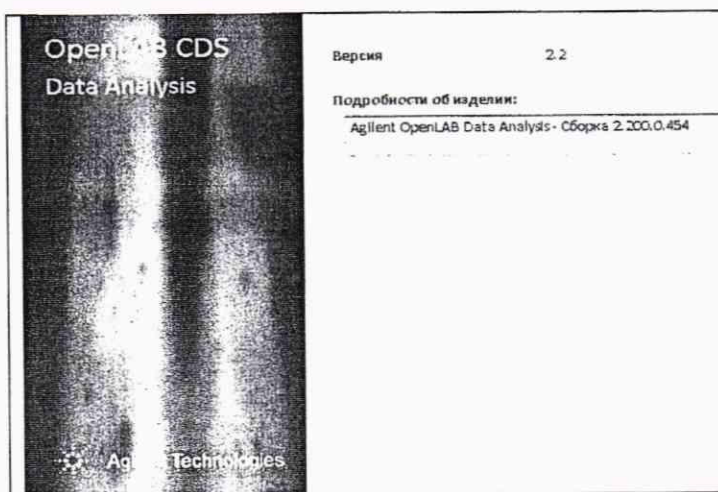 OpenLAB CDS
Data Analysis
Версия 2.2
Подробности об изделии:
Agilent OpenLAB Data Analysis - Сборка 2.200.0.454
Agilent Technologies